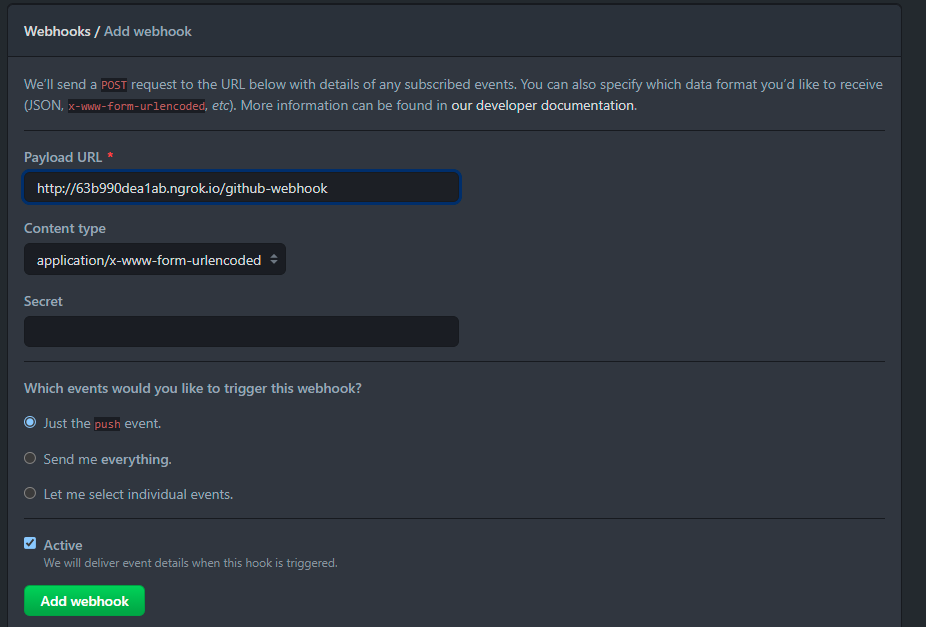 Webhooks / Add webhook
We’ll send a POST request to the URL below with details of any subscribed events. You can also specify which data format you’d like to receive
(JSON, x-www-form-urlencoded, etc). More information can be found in our developer documentation.
Payload URL *
http://63b990dea1ab.ngrok.io/github-webhook
Content type
application/x-www-form-urlencoded
Secret
Which events would you like to trigger this webhook?
Just the push event.
Send me everything.
Let me select individual events.
Active
We will deliver event details when this hook is triggered.
Add webhook